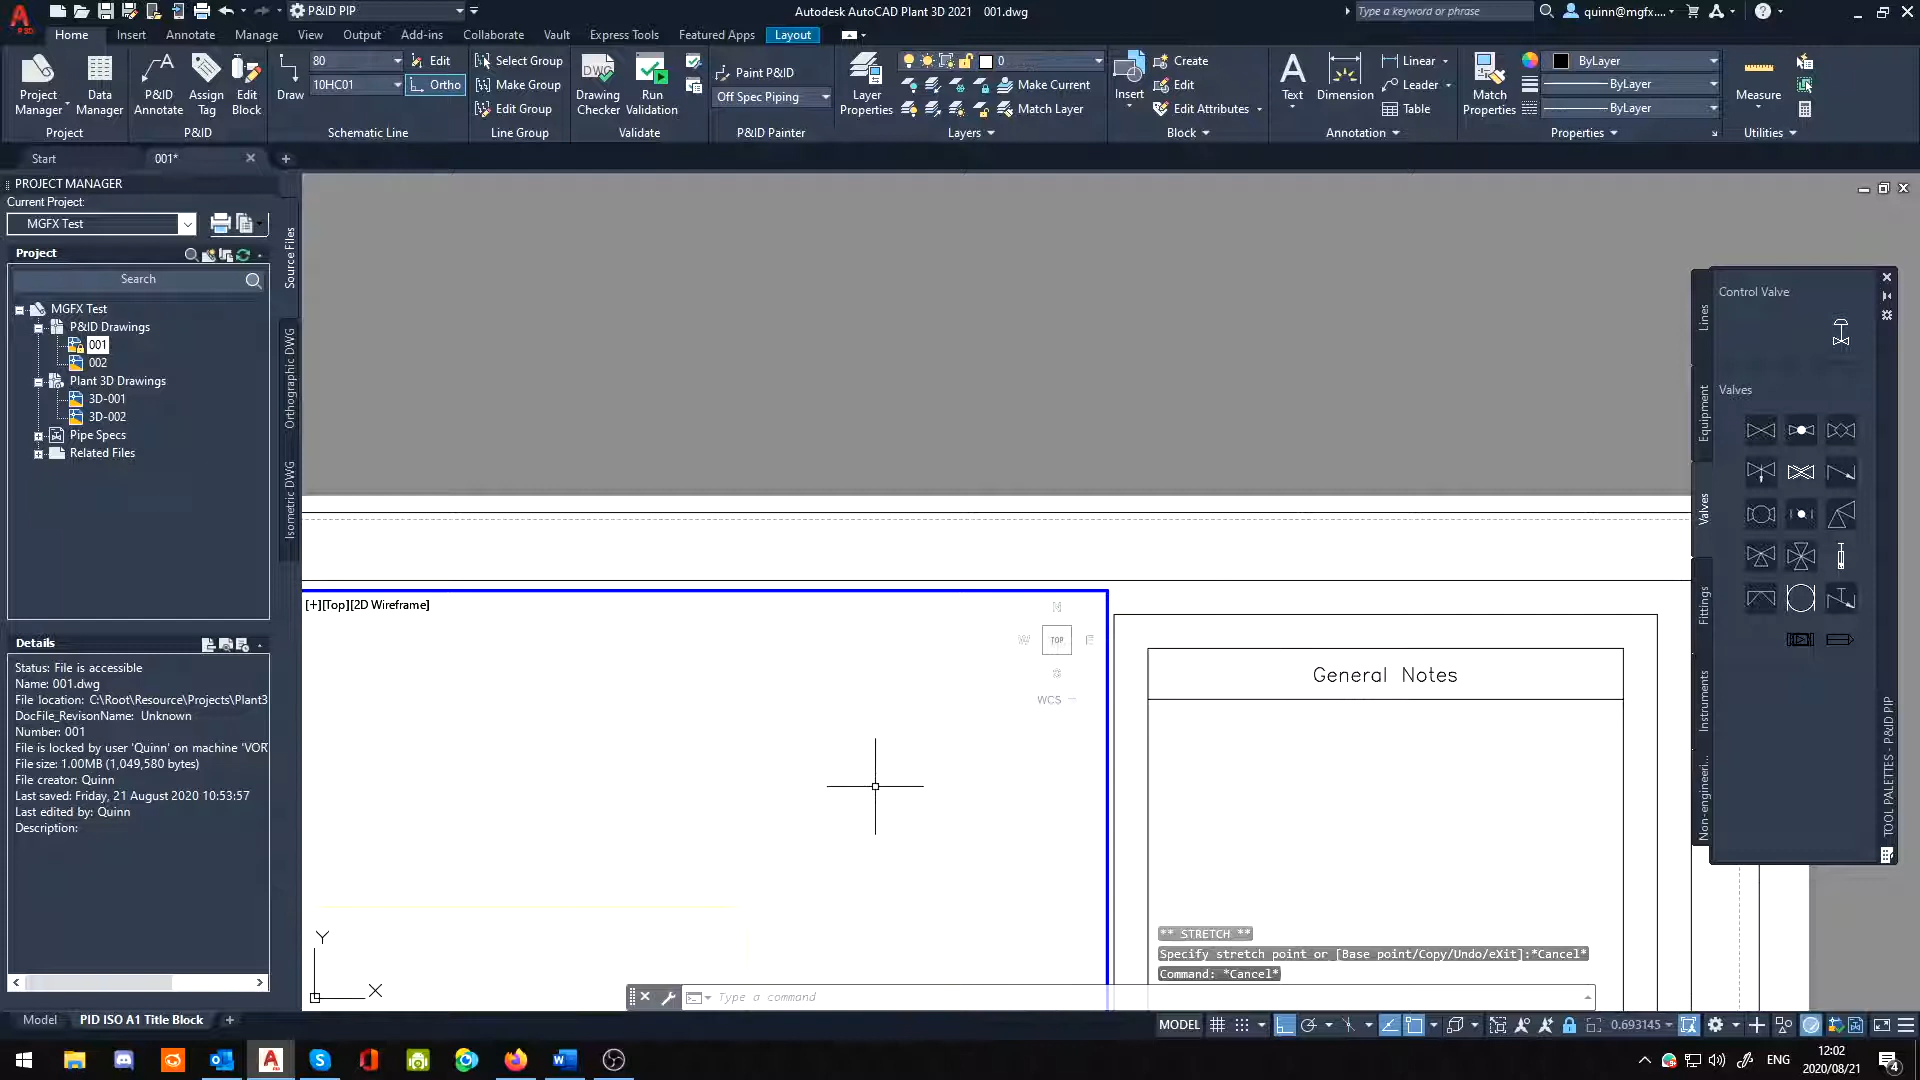 P&ID PIP
Autodesk AutoCAD Plant 3D 2021 001.dwg
Type a keyword or phrase
quinn@mgfx....
Home Insert Annotate Manage View Output Add-ins Collaborate Vault Express Tools Featured Apps Layout
80
Edit
10HC01
Ortho
Project Manager
Data Manager
Project
P&ID Annotate
Assign Tag
Edit Block
P&ID
Draw
Schematic Line
Select Group
Make Group
Edit Group
Line Group
Drawing Checker
Run Validation
Validate
Paint P&ID
Off Spec Piping
P&ID Painter
Layer Properties
0
Make Current
Match Layer
Layers
Insert
Create
Edit
Edit Attributes
Block
Text
Dimension
Linear
Leader
Table
Annotation
Match Properties
ByLayer
ByLayer
ByLayer
Properties
Measure
Utilities
Start
001*
PROJECT MANAGER
Current Project:
MGFX Test
Project
Search
MGFX Test
P&ID Drawings
001
002
Plant 3D Drawings
3D-001
3D-002
Pipe Specs
Related Files
Source Files
Orthographic DWG
Isometric DWG
Details
Status: File is accessible
Name: 001.dwg
File location: C:\Root\Resource\Projects\Plant3
DocFile_RevisonName: Unknown
Number: 001
File is locked by user 'Quinn' on machine 'VOR
File size: 1.00MB (1,049,580 bytes)
File creator: Quinn
Last saved: Friday, 21 August 2020 10:53:57
Last edited by: Quinn
Description:
[+][Top][2D Wireframe]
N
W
TOP
E
S
WCS
General Notes
Y
X
** STRETCH **
Specify stretch point or [Base point/Copy/Undo/eXit]:*Cancel*
Command: *Cancel*
Type a command
Control Valve
Valves
Lines
Equipment
Valves
Fittings
Instruments
Non-engineeri...
TOOL PALETTES - P&ID PIP
Model
PID ISO A1 Title Block
MODEL
0.693145
ENG
12:02
2020/08/21
4